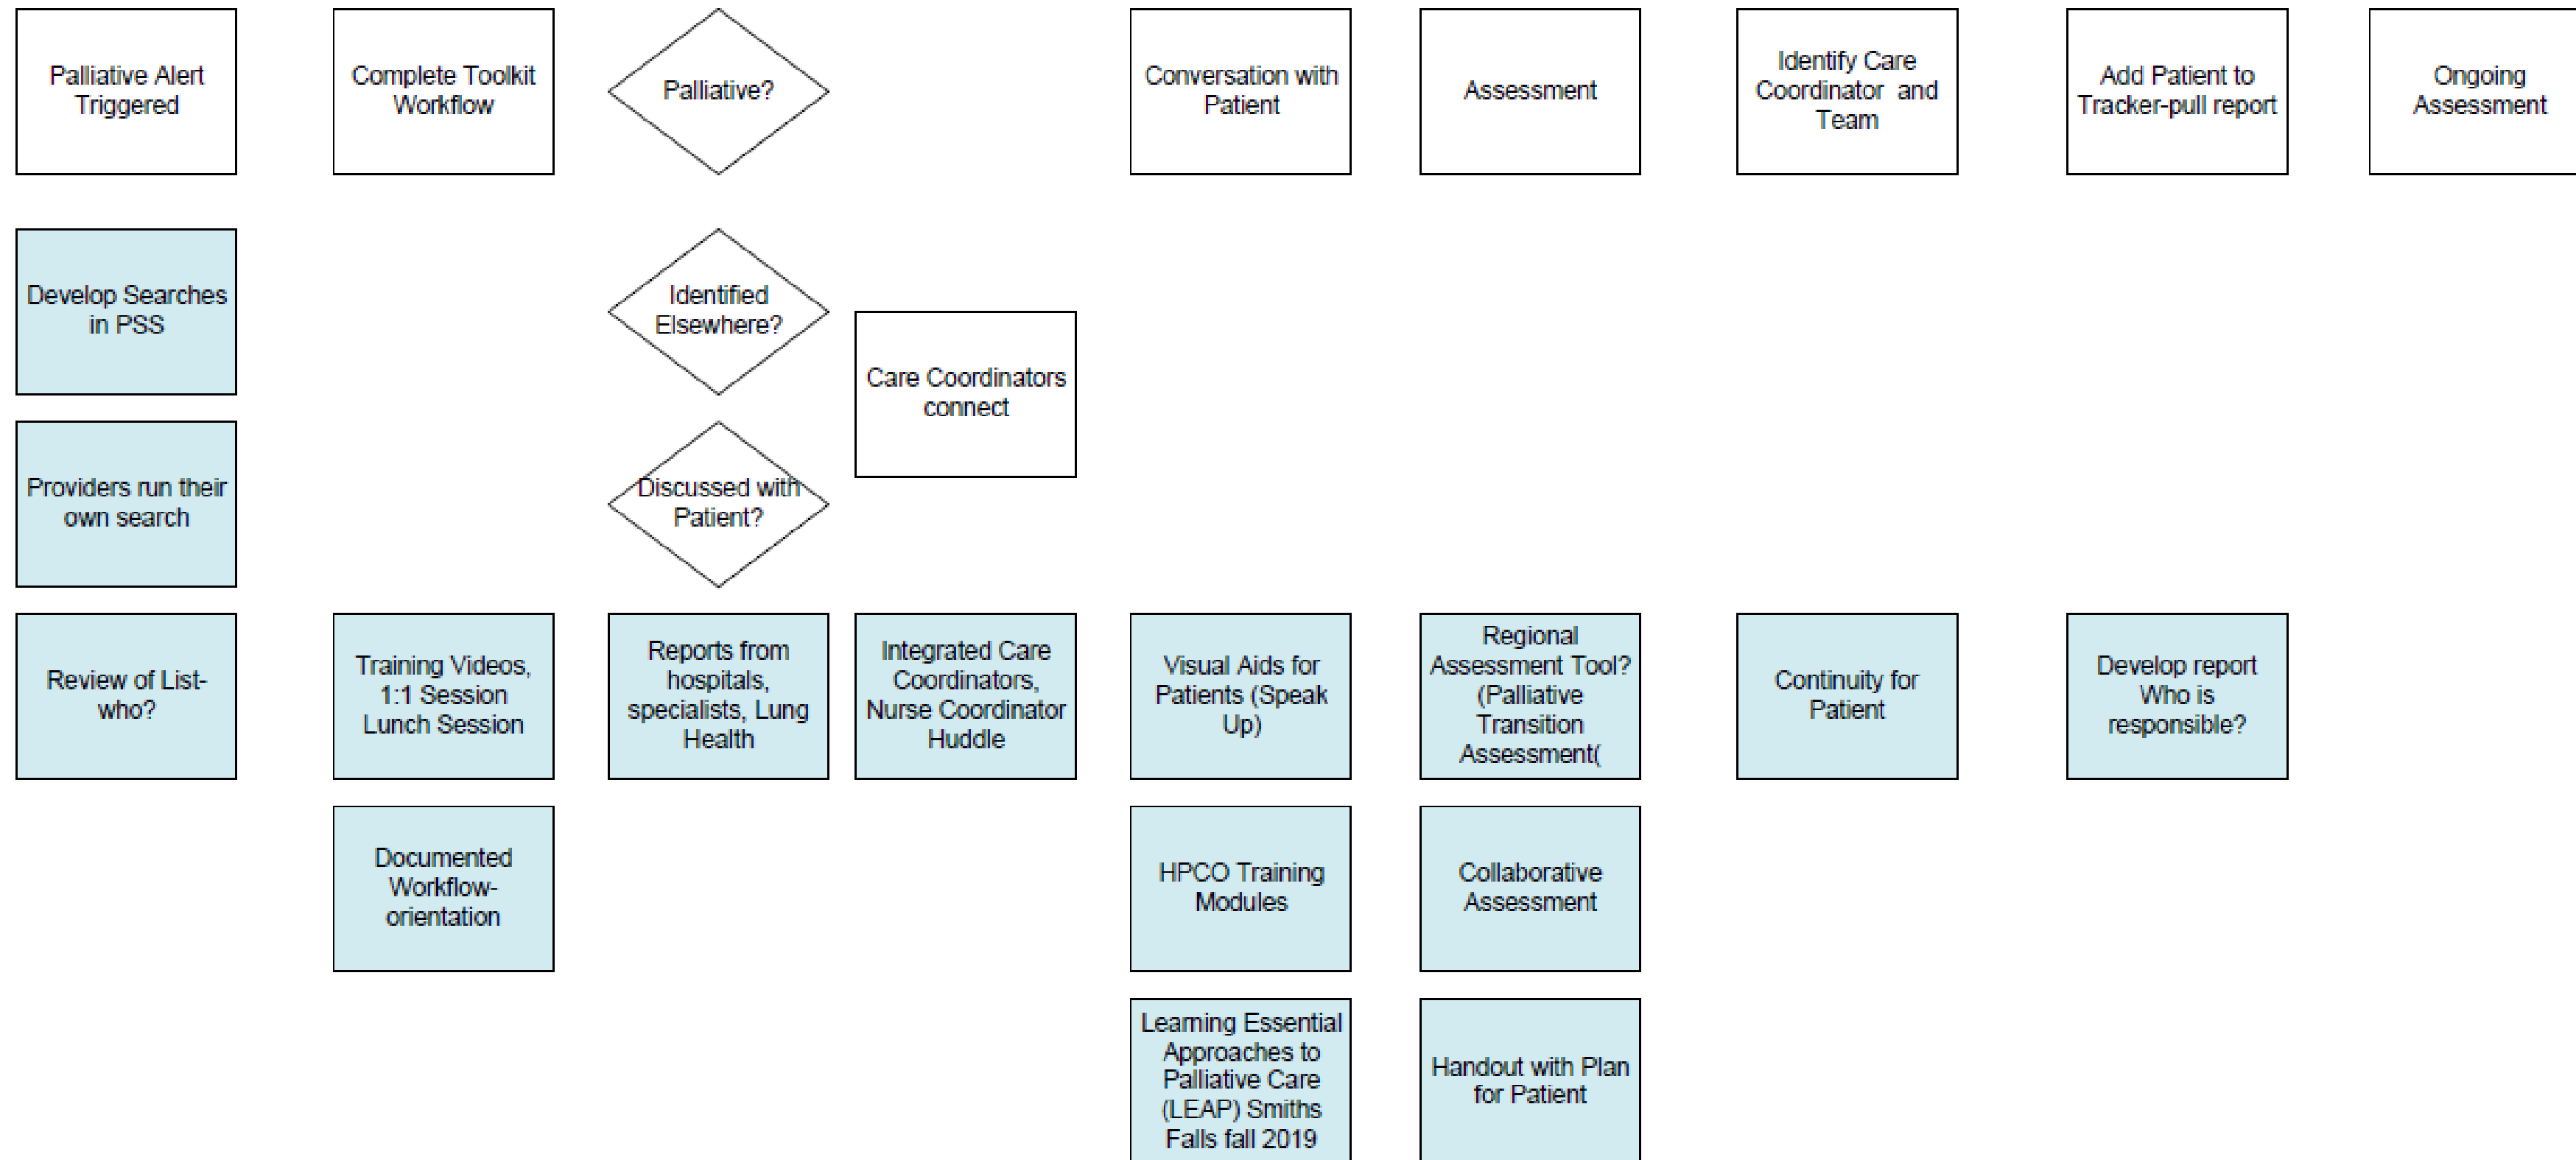 Palliative Alert
Triggered
Complete Toolkit
Workflow
Palliative?
Conversation with
Patient
Assessment
Identify Care
Coordinator and
Team
Add Patient to
Tracker-pull report
Ongoing
Assessment
Develop Searches
in PSS
Identified
Elsewhere?
Care Coordinators
connect
Providers run their
own search
Discussed with
Patient?
Review of List-
who?
Training Videos,
1:1 Session
Lunch Session
Reports from
hospitals,
specialists, Lung
Health
Integrated Care
Coordinators,
Nurse Coordinator
Huddle
Visual Aids for
Patients (Speak
Up)
Regional
Assessment Tool?
(Palliative
Transition
Assessment(
Continuity for
Patient
Develop report
Who is
responsible?
Documented
Workflow-
orientation
HPCO Training
Modules
Collaborative
Assessment
Learning Essential
Approaches to
Palliative Care
(LEAP) Smiths
Falls fall 2019
Handout with Plan
for Patient